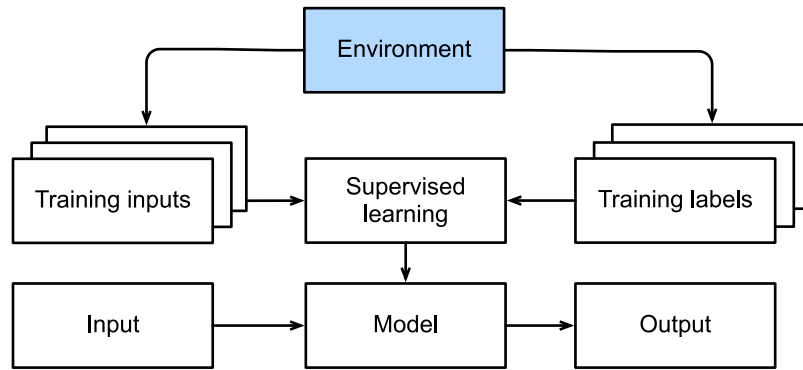 Environment
Training inputs
Supervised
learning
Training labels
Input
Model
Output